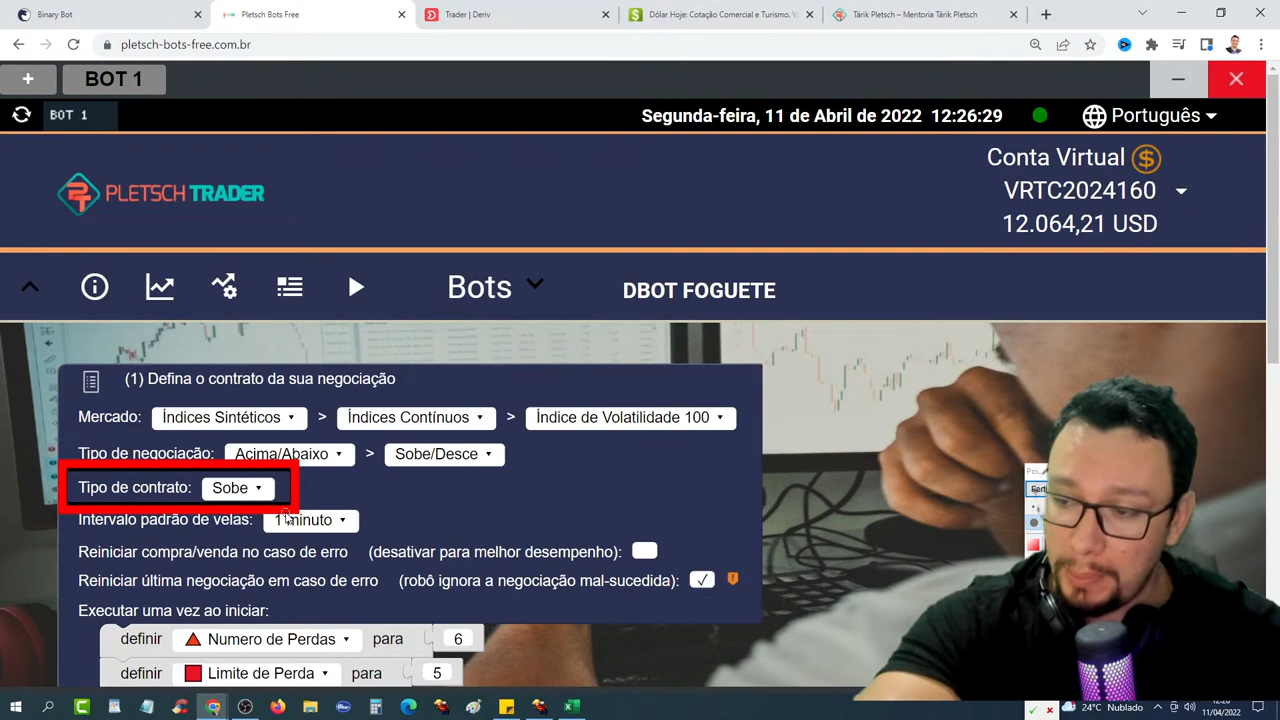 Binary Bot
Pletsch Bots Free
Trader | Deriv
Dólar Hoje: Cotação Comercial e Turismo. V
Tárik Pletsch – Mentoria Tárik Pletsch
pletsch-bots-free.com.br
+ BOT 1
BOT 1
Segunda-feira, 11 de Abril de 2022 12:26:29
Português
PT PLETSCH TRADER
Conta Virtual $
VRTC2024160
12.064,21 USD
Bots
DBOT FOGUETE
(1) Defina o contrato da sua negociação
Mercado: Índices Sintéticos > Índices Contínuos > Índice de Volatilidade 100
Tipo de negociação: Acima/Abaixo > Sobe/Desce
Tipo de contrato: Sobe
Intervalo padrão de velas: 1 minuto
Reiniciar compra/venda no caso de erro (desativar para melhor desempenho):
Reiniciar última negociação em caso de erro (robô ignora a negociação mal-sucedida): ✓
Executar uma vez ao iniciar:
definir Numero de Perdas para 6
definir Limite de Perda para 5
24°C Nublado
11/04/2022